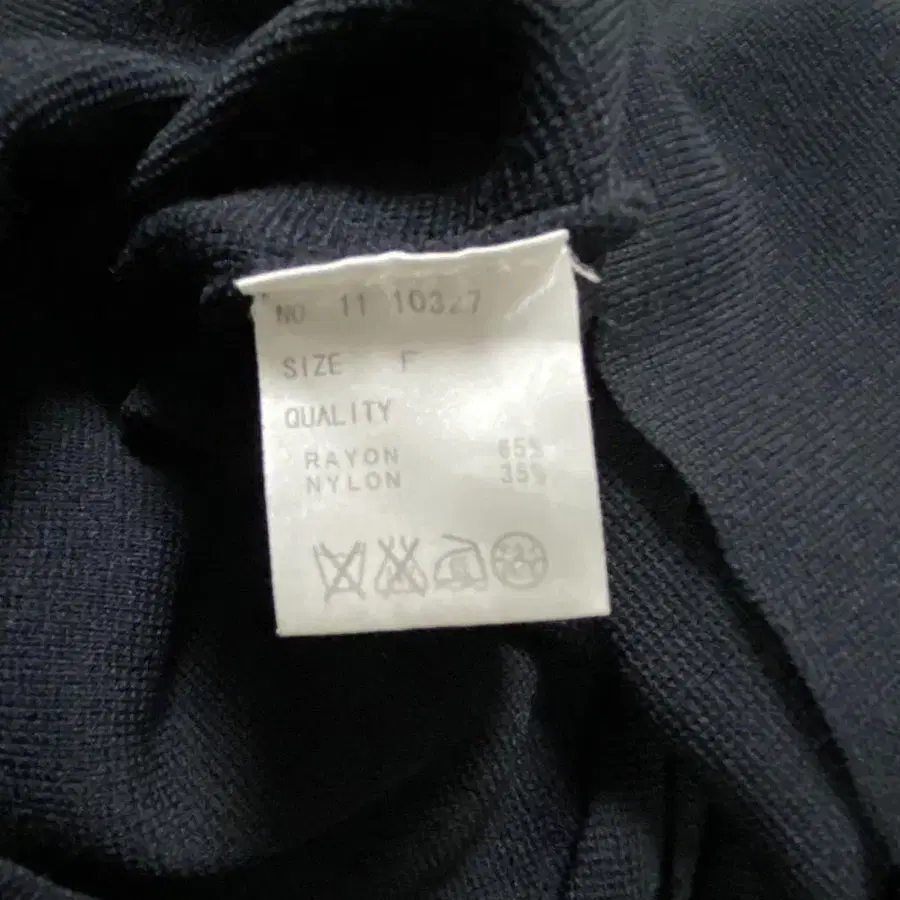 NO 11 10327
SIZE F
QUALITY
RAYON 65%
NYLON 35%